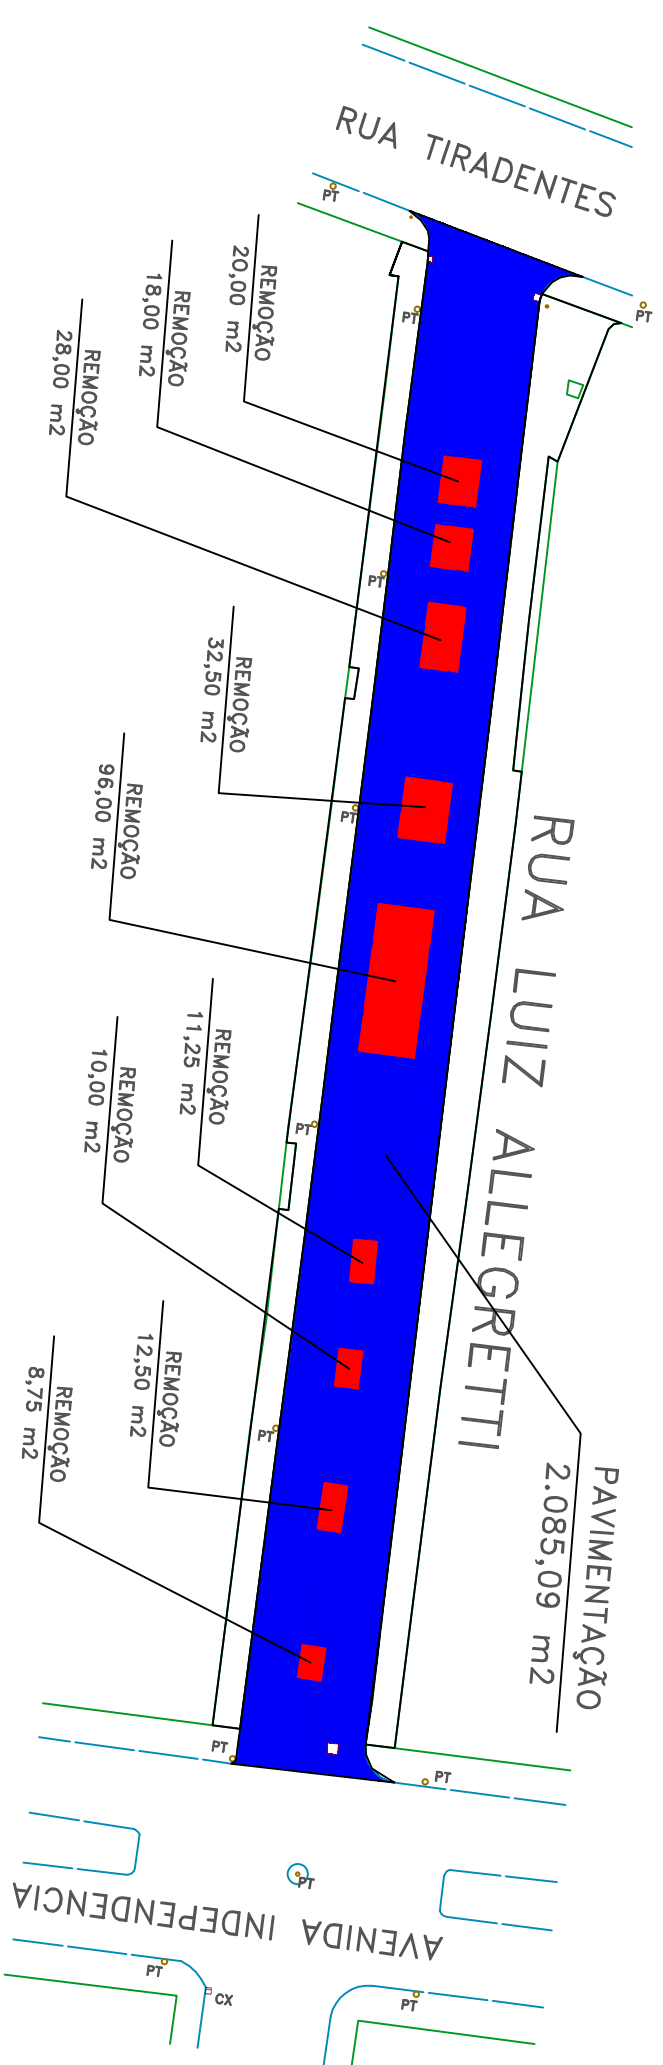 RUA TIRADENTES
PT
PT
PT
REMOÇÃO
20,00 m2
REMOÇÃO
18,00 m2
REMOÇÃO
28,00 m2
PT
REMOÇÃO
32,50 m2
REMOÇÃO
96,00 m2
PT
RUA LUIZ ALLEGRETTI
REMOÇÃO
11,25 m2
REMOÇÃO
10,00 m2
PT
REMOÇÃO
12,50 m2
REMOÇÃO
8,75 m2
PT
PAVIMENTAÇÃO
2.085,09 m2
PT
PT
PT
AVENIDA INDEPENDENCIA
PT
CX
PT